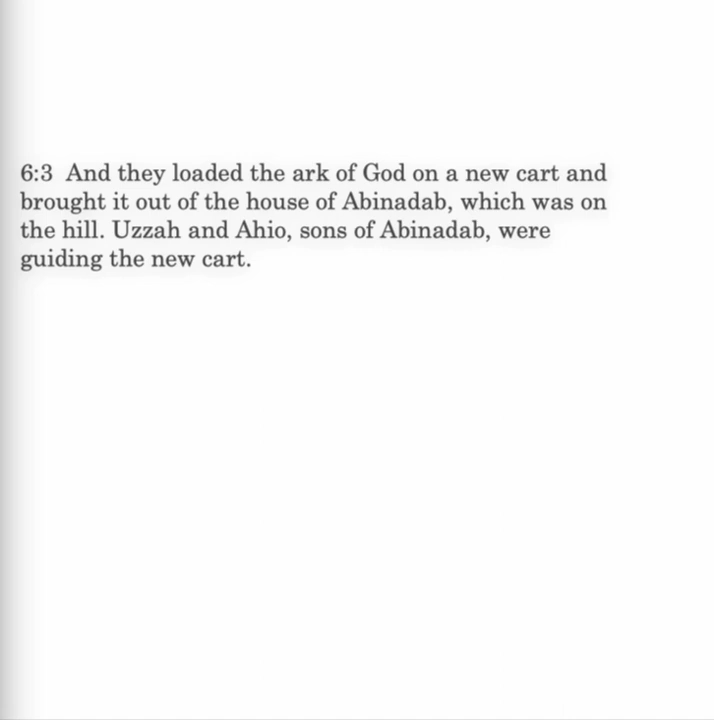 6:3 And they loaded the ark of God on a new cart and
brought it out of the house of Abinadab, which was on
the hill. Uzzah and Ahio, sons of Abinadab, were
guiding the new cart.